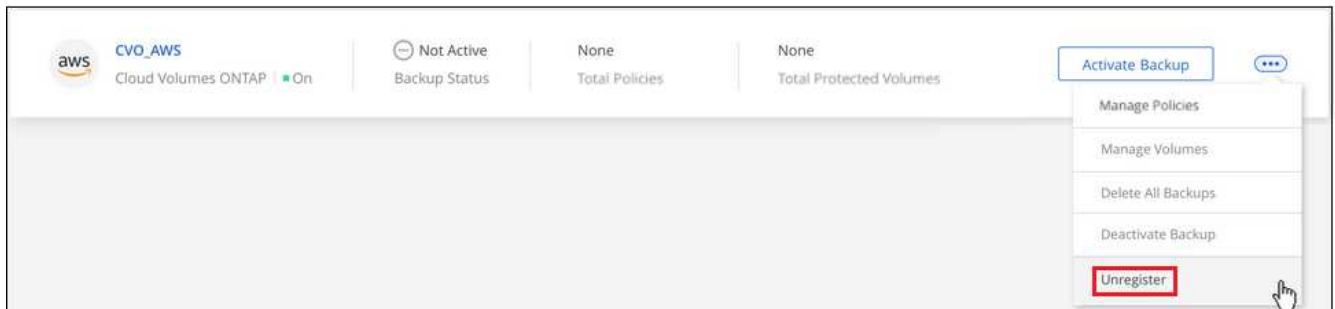 aws
CVO_AWS
Cloud Volumes ONTAP
On
Not Active
Backup Status
None
Total Policies
None
Total Protected Volumes
Activate Backup
Manage Policies
Manage Volumes
Delete All Backups
Deactivate Backup
Unregister